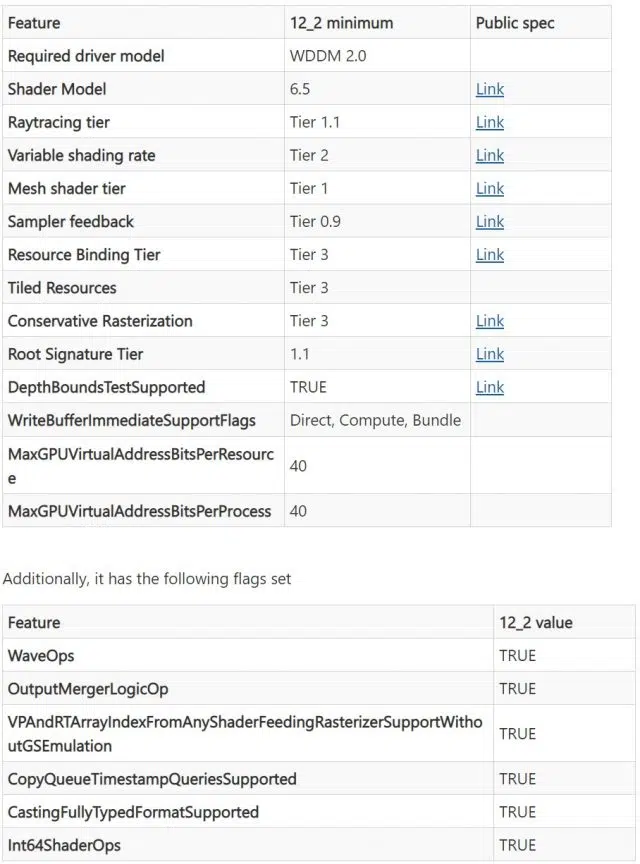 Feature 12_2 minimum Public spec
Required driver model WDDM 2.0
Shader Model 6.5 Link
Raytracing tier Tier 1.1 Link
Variable shading rate Tier 2 Link
Mesh shader tier Tier 1 Link
Sampler feedback Tier 0.9 Link
Resource Binding Tier Tier 3 Link
Tiled Resources Tier 3
Conservative Rasterization Tier 3 Link
Root Signature Tier 1.1 Link
DepthBoundsTestSupported TRUE Link
WriteBufferImmediateSupportFlags Direct, Compute, Bundle
MaxGPUVirtualAddressBitsPerResourc
e
40
MaxGPUVirtualAddressBitsPerProcess 40
Additionally, it has the following flags set
Feature 12_2 value
WaveOps TRUE
OutputMergerLogicOp TRUE
VPAndRTArrayIndexFromAnyShaderFeedingRasterizerSupportWitho
utGSEmulation
TRUE
CopyQueueTimestampQueriesSupported TRUE
CastingFullyTypedFormatSupported TRUE
Int64ShaderOps TRUE